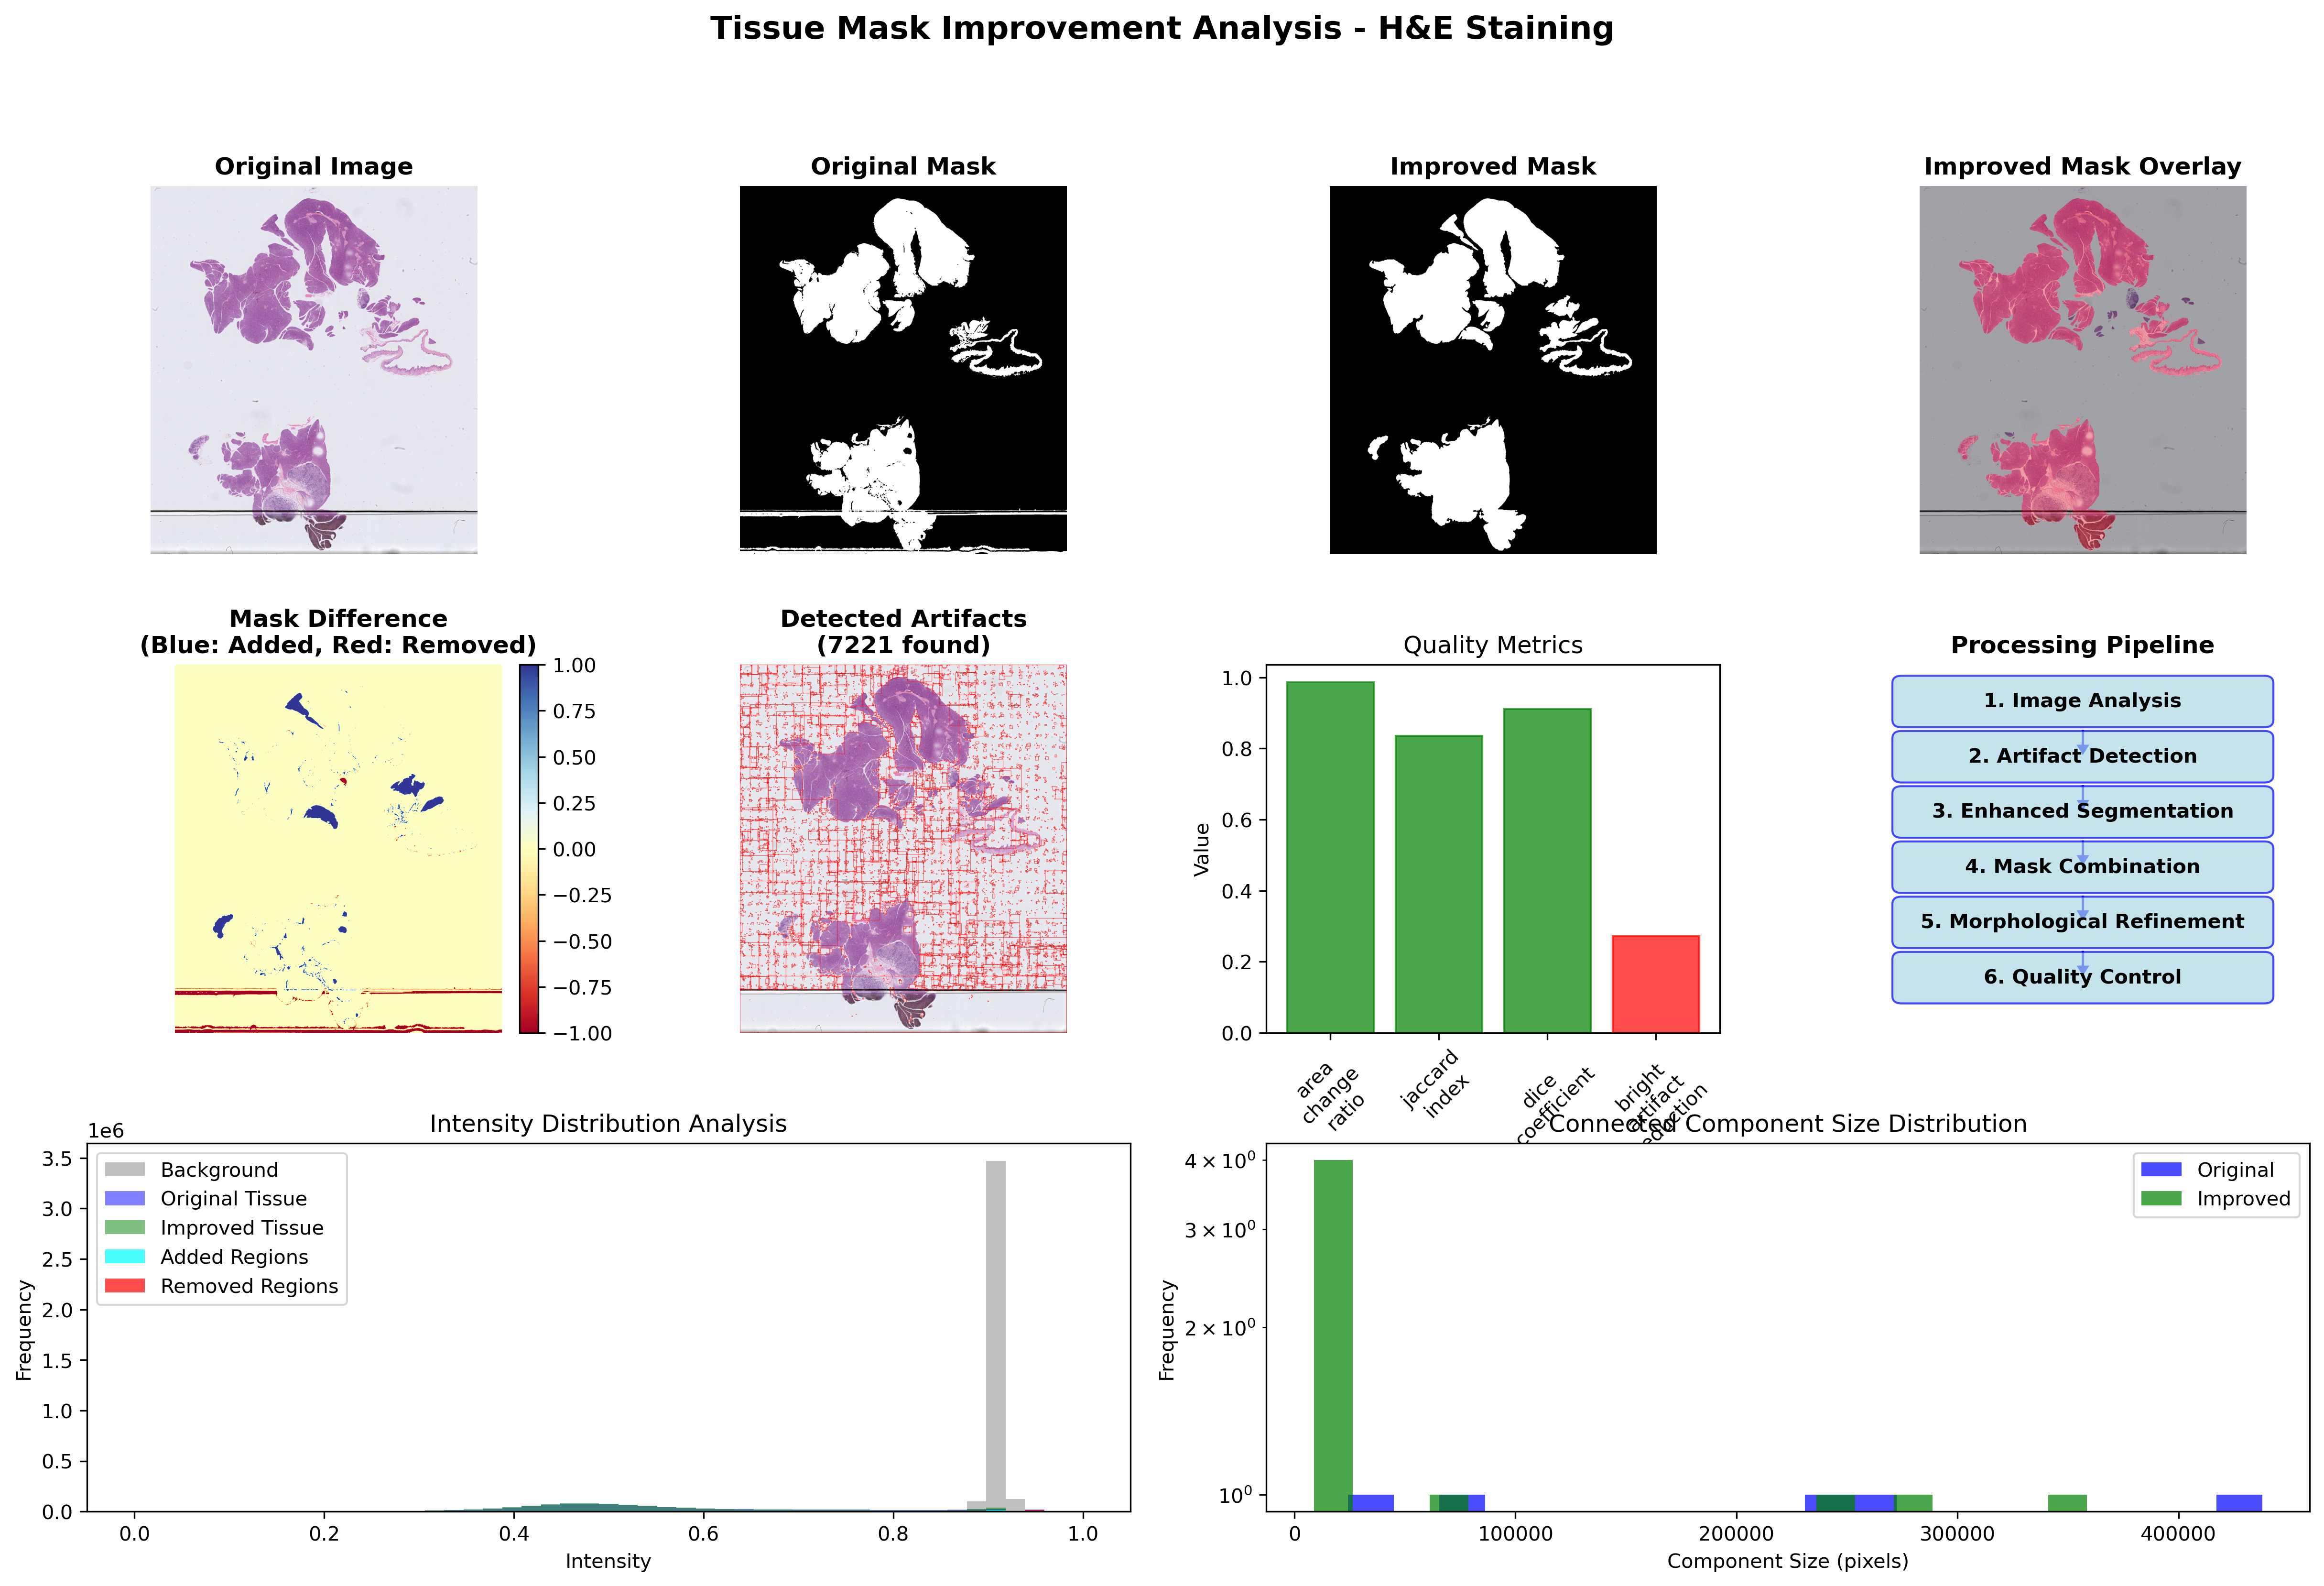 Tissue Mask Improvement Analysis - H&E Staining
Original Image
Original Mask
Improved Mask
Improved Mask Overlay
Mask Difference
(Blue: Added, Red: Removed)
1.00
0.75
0.50
0.25
0.00
−0.25
−0.50
−0.75
−1.00
Detected Artifacts
(7221 found)
Quality Metrics
Value
1.0
0.8
0.6
0.4
0.2
0.0
area
change
ratio
jaccard
index
dice
coefficient
bright
artifact
Processing Pipeline
1. Image Analysis
2. Artifact Detection
3. Enhanced Segmentation
4. Mask Combination
5. Morphological Refinement
6. Quality Control
Intensity Distribution Analysis
1e6
Frequency
3.5
3.0
2.5
2.0
1.5
1.0
0.5
0.0
Background
Original Tissue
Improved Tissue
Added Regions
Removed Regions
0.0 0.2 0.4 0.6 0.8 1.0
Intensity
Connected Component Size Distribution
Frequency
4 × 10⁰
3 × 10⁰
2 × 10⁰
10⁰
Original
Improved
0 100000 200000 300000 400000
Component Size (pixels)